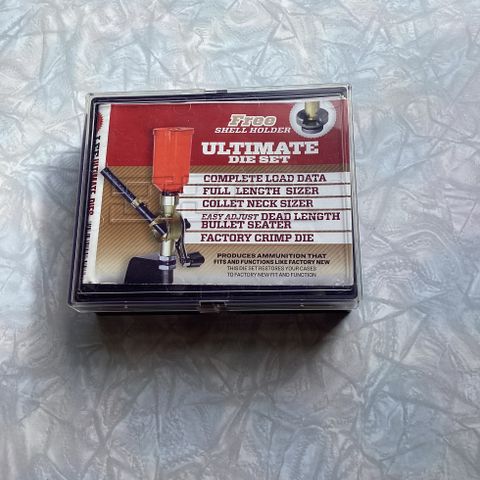 Free
SHELL HOLDER
ULTIMATE
DIE SET
COMPLETE LOAD DATA
FULL LENGTH SIZER
COLLET NECK SIZER
EASY ADJUST DEAD LENGTH
BULLET SEATER
FACTORY CRIMP DIE
PRODUCES AMMUNITION THAT
FITS AND FUNCTIONS LIKE FACTORY NEW
THIS DIE SET RESTORES YOUR CASES
TO FACTORY NEW FIT AND FUNCTION